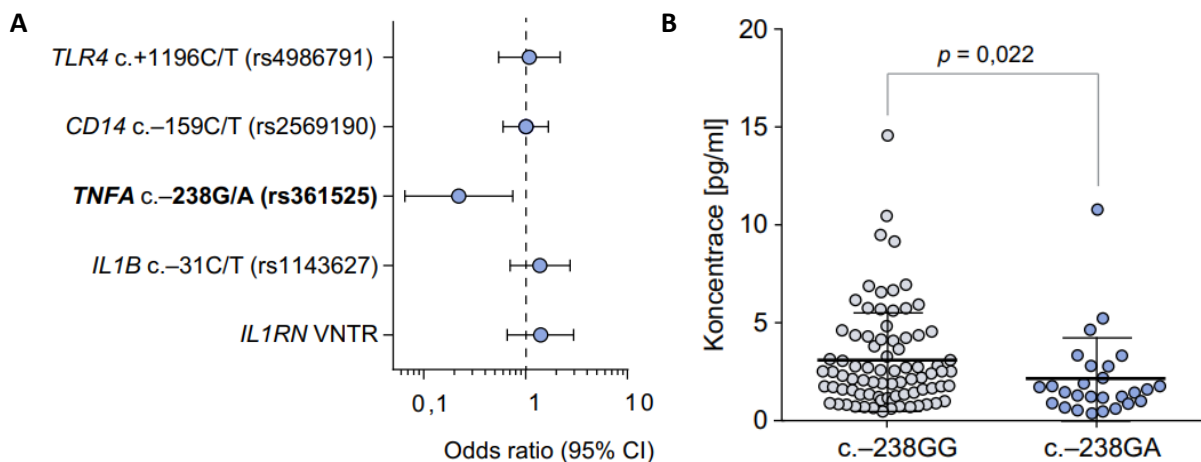 A
TLR4 c.+1196C/T (rs4986791)
CD14 c.–159C/T (rs2569190)
TNFA c.–238G/A (rs361525)
IL1B c.–31C/T (rs1143627)
IL1RN VNTR
0,1 1 10
Odds ratio (95% CI)
B
Koncentrace [pg/ml]
20
15
10
5
0
p = 0,022
c.–238GG c.–238GA